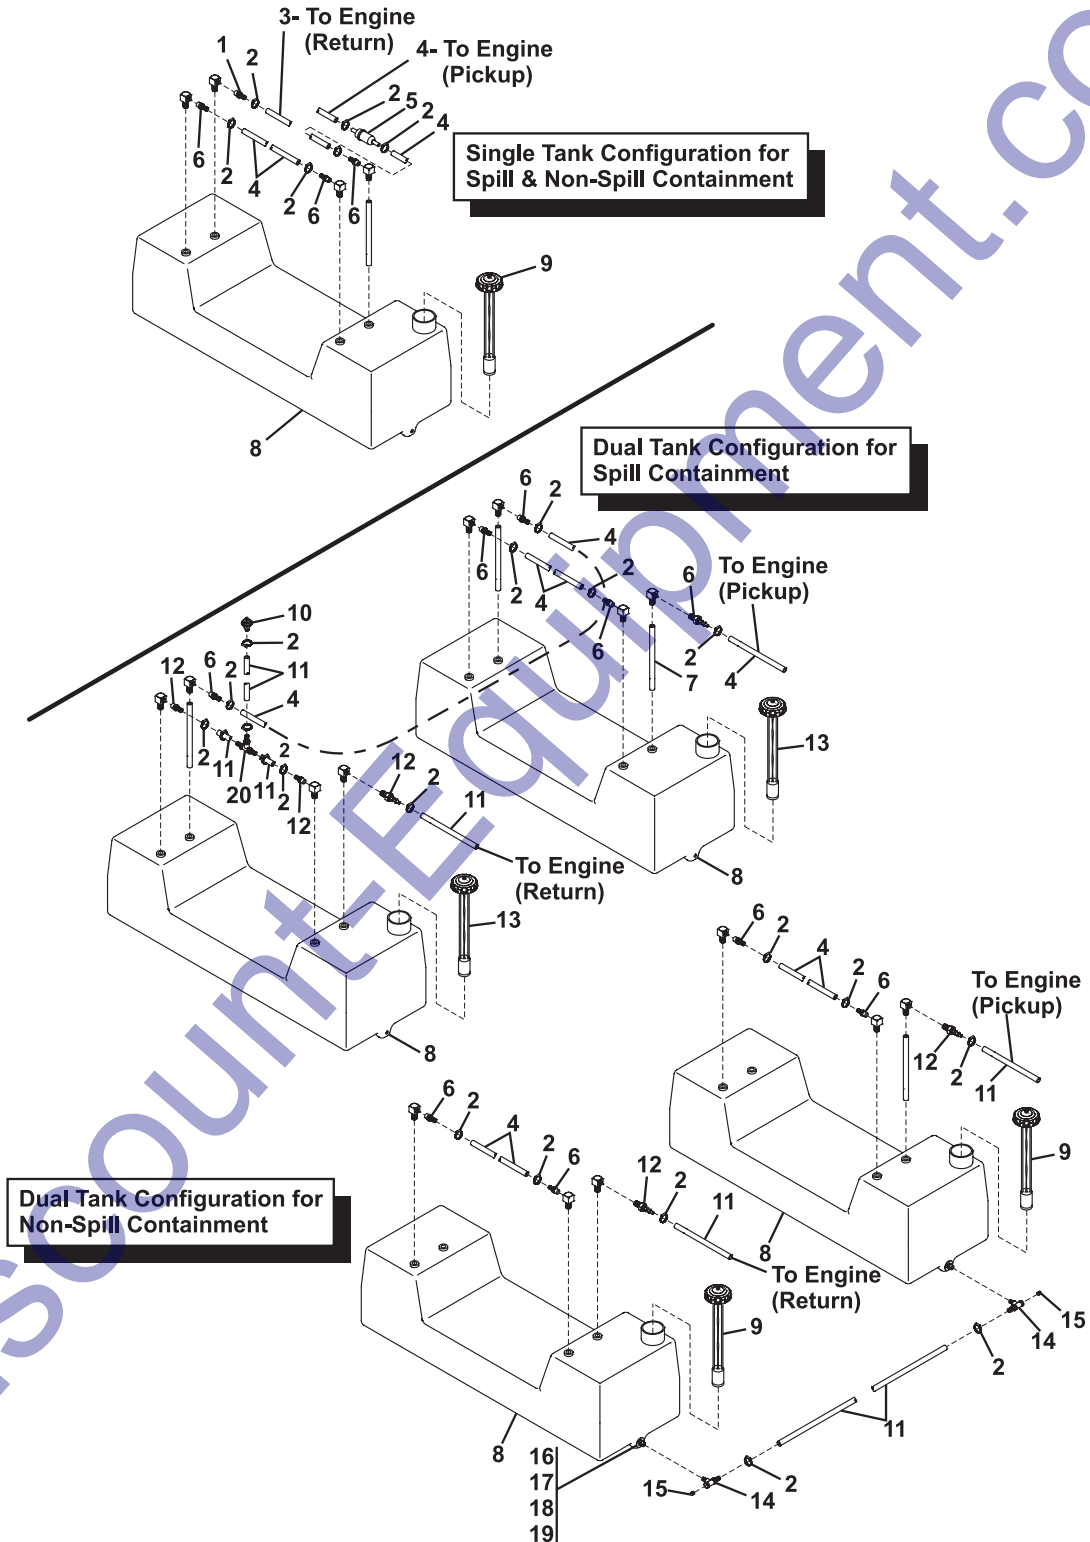 3- To Engine
(Return)
4- To Engine
(Pickup)
1 2
2 5 2 4
6 2 4 2 6 6
Single Tank Configuration for
Spill & Non-Spill Containment
9
8
Dual Tank Configuration for
Spill Containment
6 2 4
6 2 4 2 6
To Engine
(Pickup)
6 2 4
7
13
8
10
2
11
12 6 2 4
2 11 20 11 2 2 12
12 2 11
To Engine
(Return)
13
8
6 2 4 2 6
To Engine
(Pickup)
12 2 11
9
8
Dual Tank Configuration for
Non-Spill Containment
6 2 4 2 6
12 2 11
To Engine
(Return)
9
8
15
14
2
11
2
14
15
16
17
18
19
scount-Equipment.co